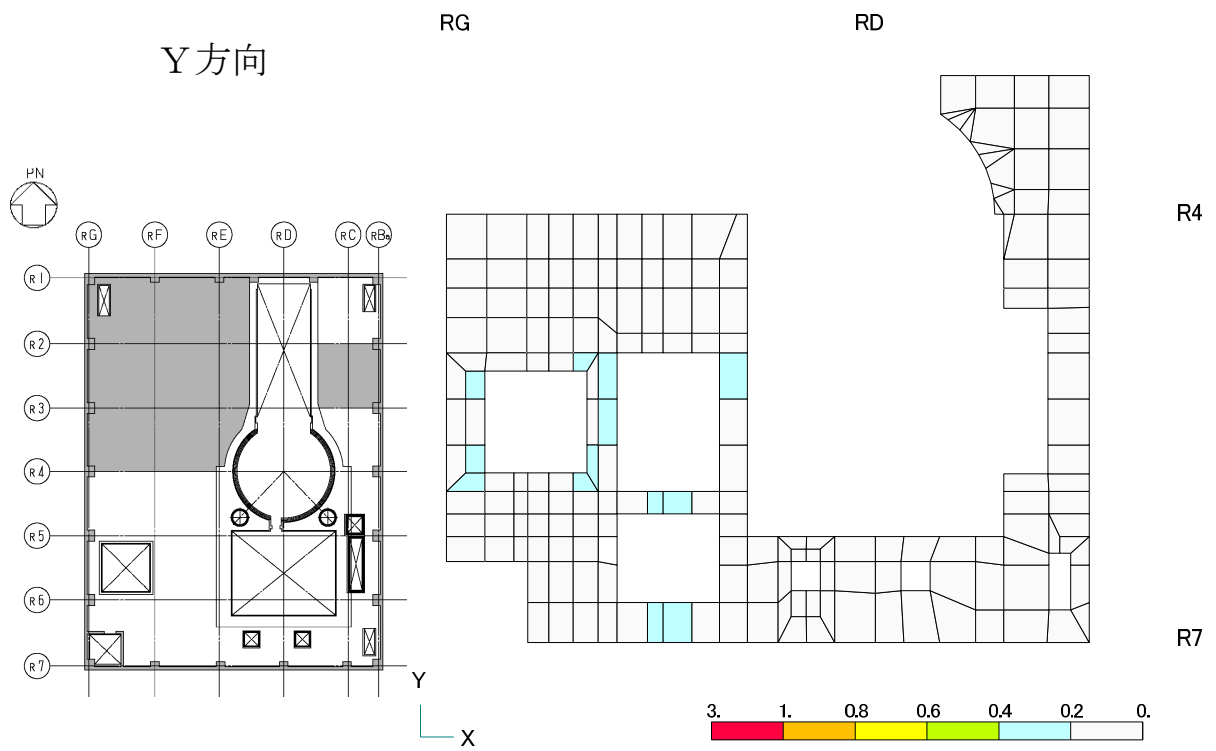 RG RD
Y方向
PN
RG RF RE RD RC RBa
R1
R2
R3
R4
R5
R6
R7
R4
R7
Y
X
3. 1. 0.8 0.6 0.4 0.2 0.